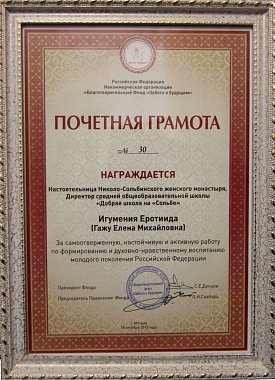 Российская Федерация
Некоммерческая организация
«Благотворительный Фонд «Забота о будущем»
ПОЧЕТНАЯ ГРАМОТА
№ 30
НАГРАЖДАЕТСЯ
Настоятельница Николо-Сольбинского женского монастыря,
Директор средней общеобразовательной школы
«Добрая школа на «Сольбе»
Игумения Еротиида
(Гажу Елена Михайловна)
За самоотверженную, настойчивую и активную работу
по формированию и духовно-нравственному воспитанию
молодого поколения Российской Федерации
Президент Фонда
С.Е.Донцов
Председатель Правления Фонда
г. Москва